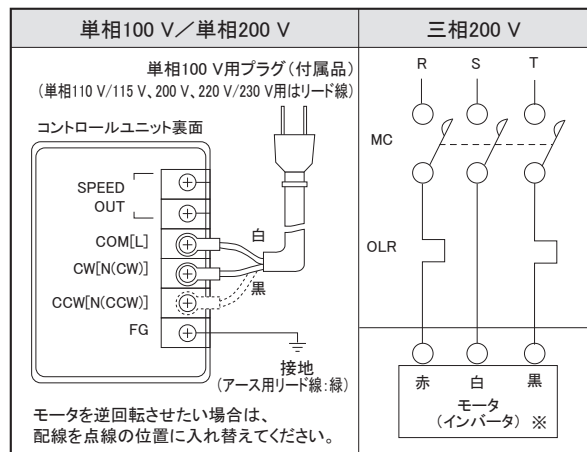 単相100 V／単相200 V
単相100 V用プラグ（付属品）
（単相110 V/115 V、200 V、220 V/230 V用はリード線）
コントロールユニット裏面
SPEED
OUT
COM[L]
CW[N(CW)]
CCW[N(CCW)]
FG
白
黒
接地
（アース用リード線：緑）
モータを逆回転させたい場合は、
配線を点線の位置に入れ替えてください。
三相200 V
R S T
MC
OLR
赤 白 黒
モータ
（インバータ） ※